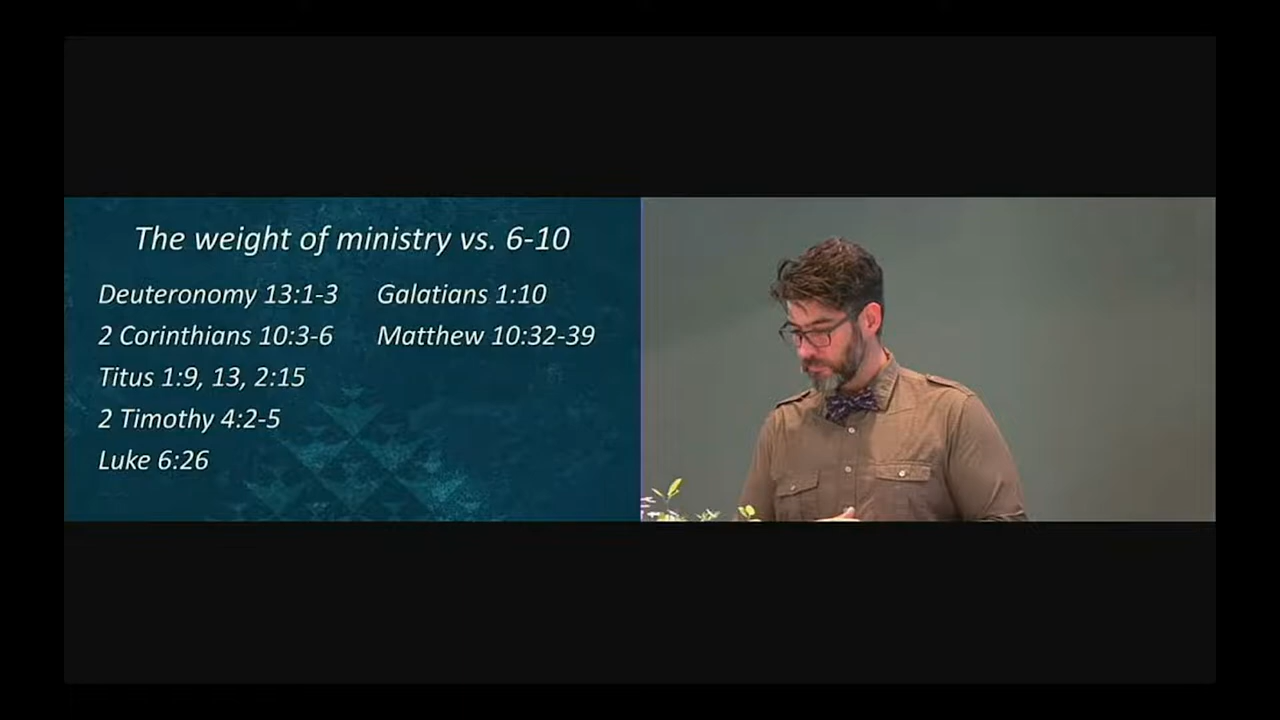 The weight of ministry vs. 6-10
Deuteronomy 13:1-3
2 Corinthians 10:3-6
Titus 1:9, 13, 2:15
2 Timothy 4:2-5
Luke 6:26
Galatians 1:10
Matthew 10:32-39